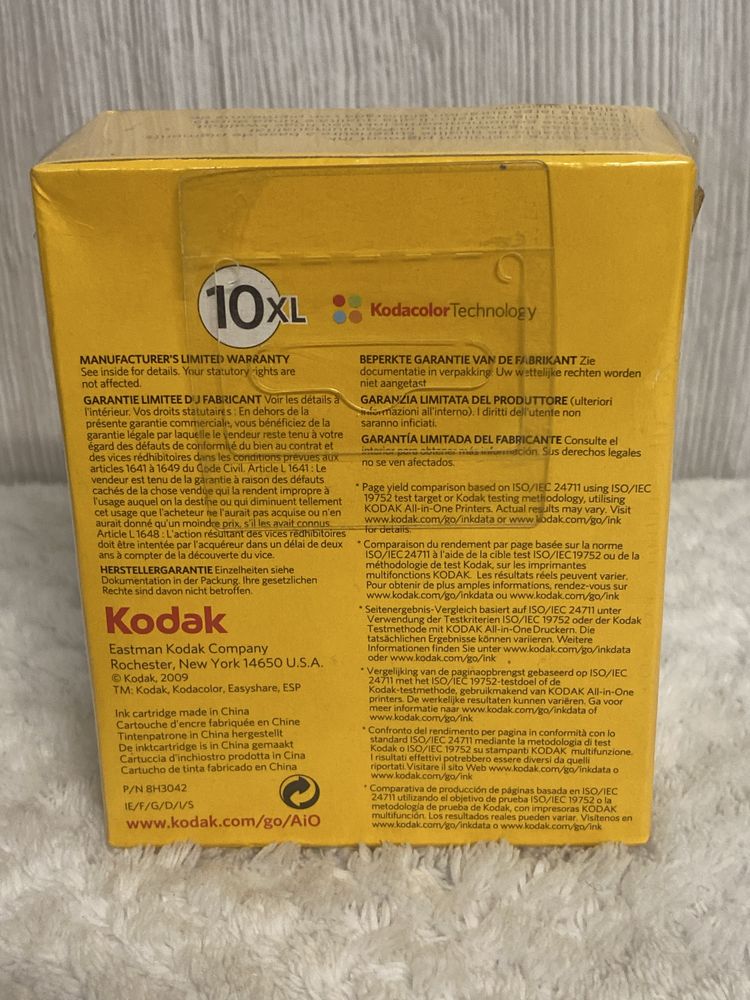 10XL
KodacolorTechnology
MANUFACTURER'S LIMITED WARRANTY
See inside for details. Your statutory rights are
not affected.
GARANTIE LIMITEE DU FABRICANT Voir les détails à
l'intérieur. Vos droits statutaires : En dehors de la
présente garantie commerciale, vous bénéficiez de la
garantie légale par laquelle le vendeur reste tenu à votre
égard des défauts de conformité du bien au contrat et
des vices rédhibitoires dans les conditions prévues aux
articles 1641 à 1649 du Code Civil. Article L 1641 : Le
vendeur est tenu de la garantie à raison des défauts
cachés de la chose vendue qui la rendent impropre à
l'usage auquel on la destine ou qui diminuent tellement
cet usage que l'acheteur ne l'aurait pas acquise ou n'en
aurait donné qu'un moindre prix, s'il les avait connus.
Article L. 1648 : L'action résultant des vices rédhibitoires
doit être intentée par l'acquéreur dans un délai de deux
ans à compter de la découverte du vice.
HERSTELLERGARANTIE Einzelheiten siehe
Dokumentation in der Packung. Ihre gesetzlichen
Rechte sind davon nicht betroffen.
Kodak
Eastman Kodak Company
Rochester, New York 14650 U.S.A.
© Kodak, 2009
TM: Kodak, Kodacolor, Easyshare, ESP
Ink cartridge made in China
Cartouche d'encre fabriquée en Chine
Tintenpatrone in China hergestellt
De inktcartridge is in China gemaakt
Cartuccia d'inchiostro prodotta in Cina
Cartucho de tinta fabricado en China
P/N 8H3042
IE/F/G/D/I/S
www.kodak.com/go/AiO
BEPERKTE GARANTIE VAN DE FABRIKANT Zie
documentatie in verpakking. Uw wettelijke rechten worden
niet aangetast.
GARANZIA LIMITATA DEL PRODUTTORE (ulteriori
informazioni all'interno). I diritti dell'utente non
saranno inficiati.
GARANTÍA LIMITADA DEL FABRICANTE Consulte el
interior para obtener más información. Sus derechos legales
no se ven afectados.
* Page yield comparison based on ISO/IEC 24711 using ISO/IEC
19752 test target or Kodak testing methodology, utilising
KODAK All-in-One Printers. Actual results may vary. Visit
www.kodak.com/go/inkdata or www.kodak.com/go/ink
for details.
* Comparaison du rendement par page basée sur la norme
ISO/IEC 24711 à l'aide de la cible test ISO/IEC 19752 ou de la
méthodologie de test Kodak, sur les imprimantes
multifonctions KODAK. Les résultats réels peuvent varier.
Pour obtenir de plus amples informations, rendez-vous sur
www.kodak.com/go/inkdata ou www.kodak.com/go/ink
* Seitenergebnis-Vergleich basiert auf ISO/IEC 24711 unter
Verwendung der Testkriterien ISO/IEC 19752 oder der Kodak
Testmethode mit KODAK All-in-One Druckern. Die
tatsächlichen Ergebnisse können variieren. Weitere
Informationen finden Sie unter www.kodak.com/go/inkdata
oder www.kodak.com/go/ink
* Vergelijking van de paginaopbrengst gebaseerd op ISO/IEC
24711 met het ISO/IEC 19752-testdoel of de
Kodak-testmethode, gebruikmakend van KODAK All-in-One
printers. De werkelijke resultaten kunnen variëren. Ga voor
meer informatie naar www.kodak.com/go/inkdata of
www.kodak.com/go/ink
* Confronto del rendimento per pagina in conformità con lo
standard ISO/IEC 24711 mediante la metodologia di test
Kodak o ISO/IEC 19752 su stampanti KODAK multifunzione.
I risultati effettivi potrebbero essere diversi da quelli
riportati. Visitare il sito Web www.kodak.com/go/inkdata o
www.kodak.com/go/ink
* Comparativa de producción de páginas basada en ISO/IEC
24711 utilizando el objetivo de prueba ISO/IEC 19752 o la
metodología de prueba de Kodak, con impresoras KODAK
multifunción. Los resultados reales pueden variar. Visítenos en
www.kodak.com/go/inkdata o www.kodak.com/go/ink